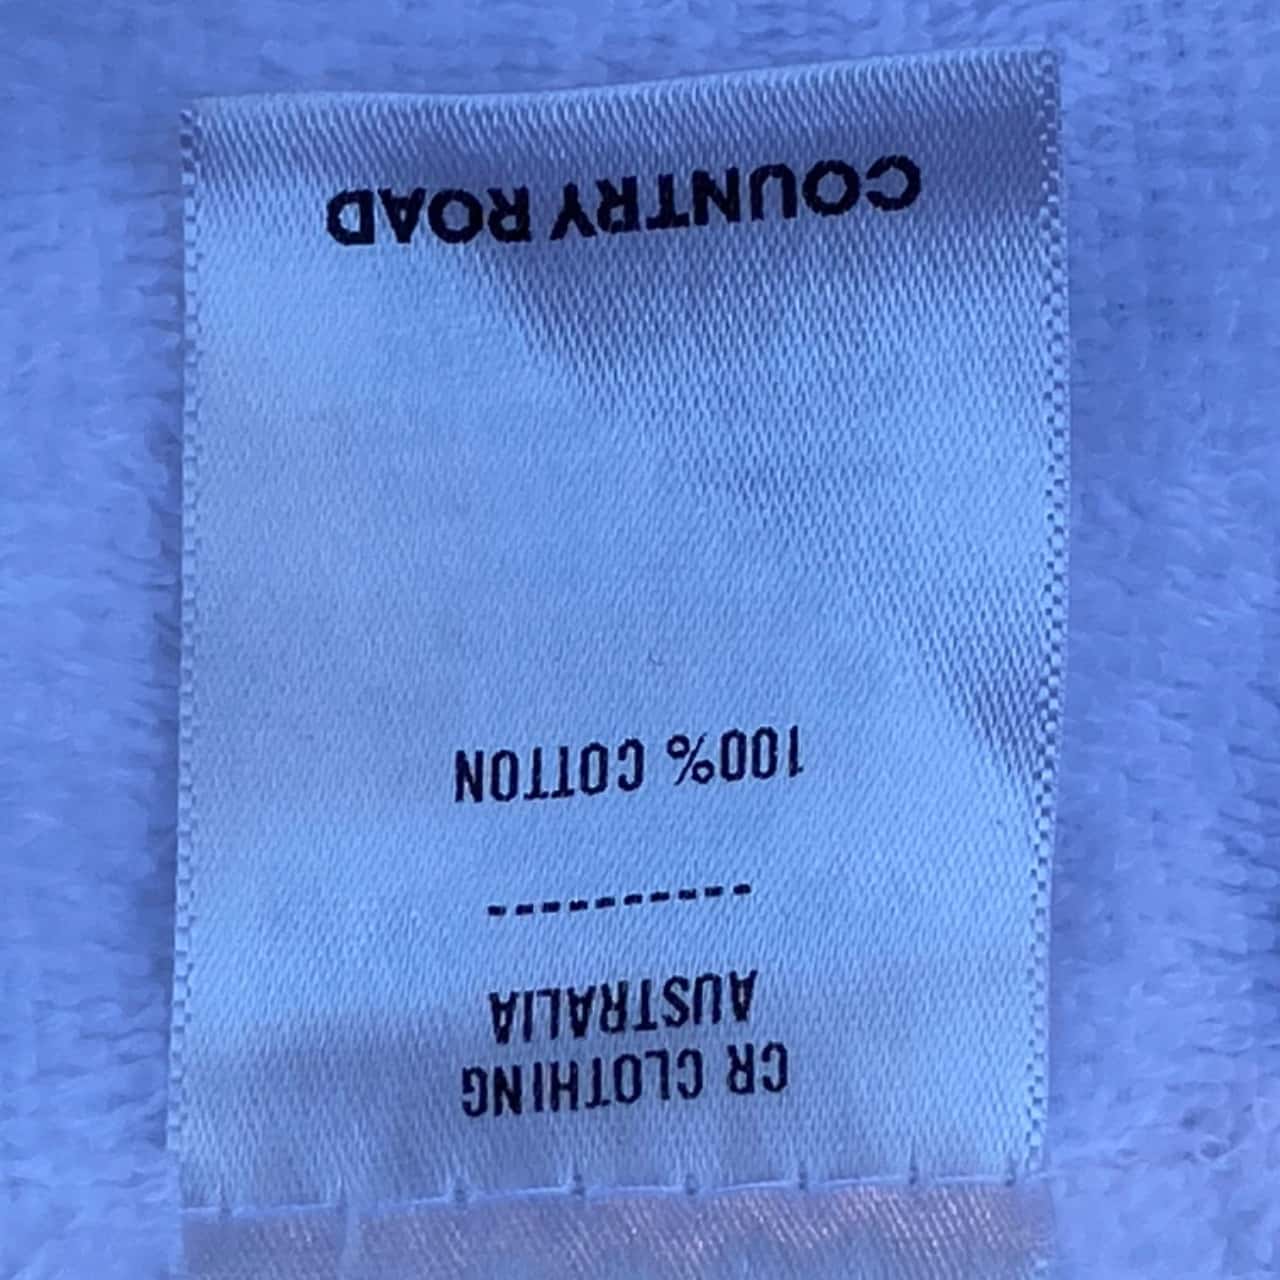 CR CLOTHING
AUSTRALIA
----------
100% COTTON
COUNTRY ROAD